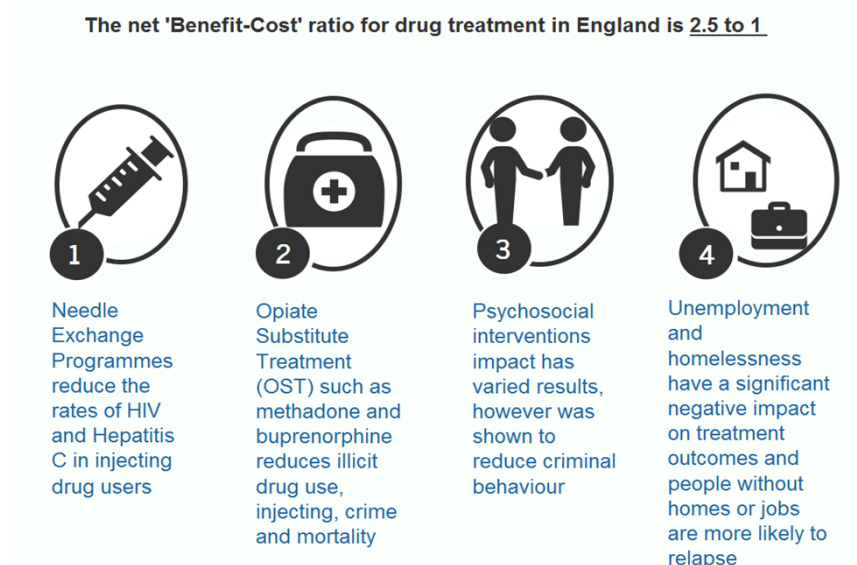 The net 'Benefit-Cost' ratio for drug treatment in England is 2.5 to 1
1
Needle
Exchange
Programmes
reduce the
rates of HIV
and Hepatitis
C in injecting
drug users
2
Opiate
Substitute
Treatment
(OST) such as
methadone and
buprenorphine
reduces illicit
drug use,
injecting, crime
and mortality
3
Psychosocial
interventions
impact has
varied results,
however was
shown to
reduce criminal
behaviour
4
Unemployment
and
homelessness
have a significant
negative impact
on treatment
outcomes and
people without
homes or jobs
are more likely to
relapse